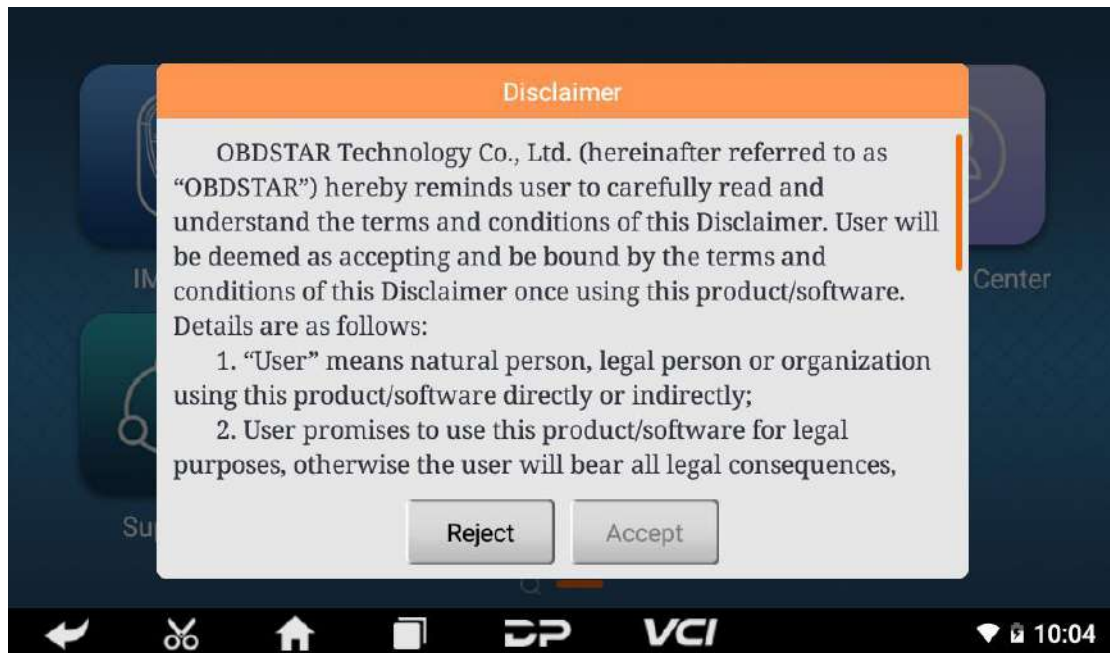 Disclaimer
OBDSTAR Technology Co., Ltd. (hereinafter referred to as
“OBDSTAR”) hereby reminds user to carefully read and
understand the terms and conditions of this Disclaimer. User will
be deemed as accepting and be bound by the terms and
conditions of this Disclaimer once using this product/software.
Details are as follows:
1. “User” means natural person, legal person or organization
using this product/software directly or indirectly;
2. User promises to use this product/software for legal
purposes, otherwise the user will bear all legal consequences,
Center
Reject
Accept
DP
VCI
10:04